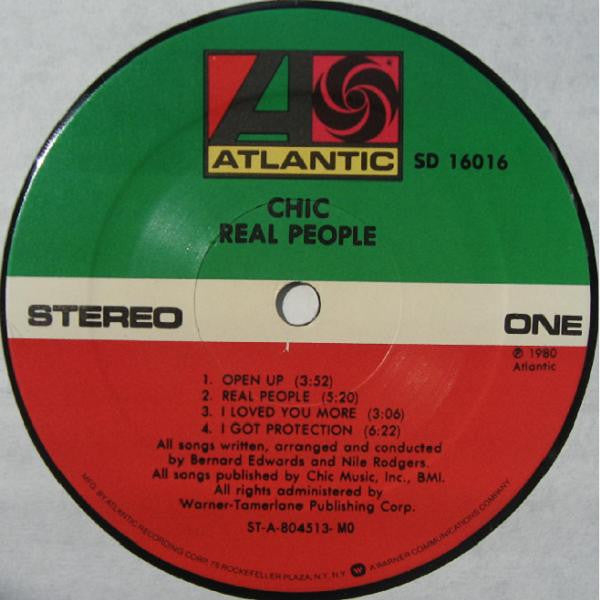 ATLANTIC
SD 16016
CHIC
REAL PEOPLE
STEREO
ONE
℗ 1980
Atlantic
1. OPEN UP (3:52)
2. REAL PEOPLE (5:20)
3. I LOVED YOU MORE (3:06)
4. I GOT PROTECTION (6:22)
All songs written, arranged and conducted
by Bernard Edwards and Nile Rodgers.
All songs published by Chic Music, Inc., BMI.
All rights administered by
Warner-Tamerlane Publishing Corp.
ST-A-804513-MO
MFG. BY ATLANTIC RECORDING CORP., 75 ROCKEFELLER PLAZA, N.Y., N.Y. A WARNER COMMUNICATIONS COMPANY